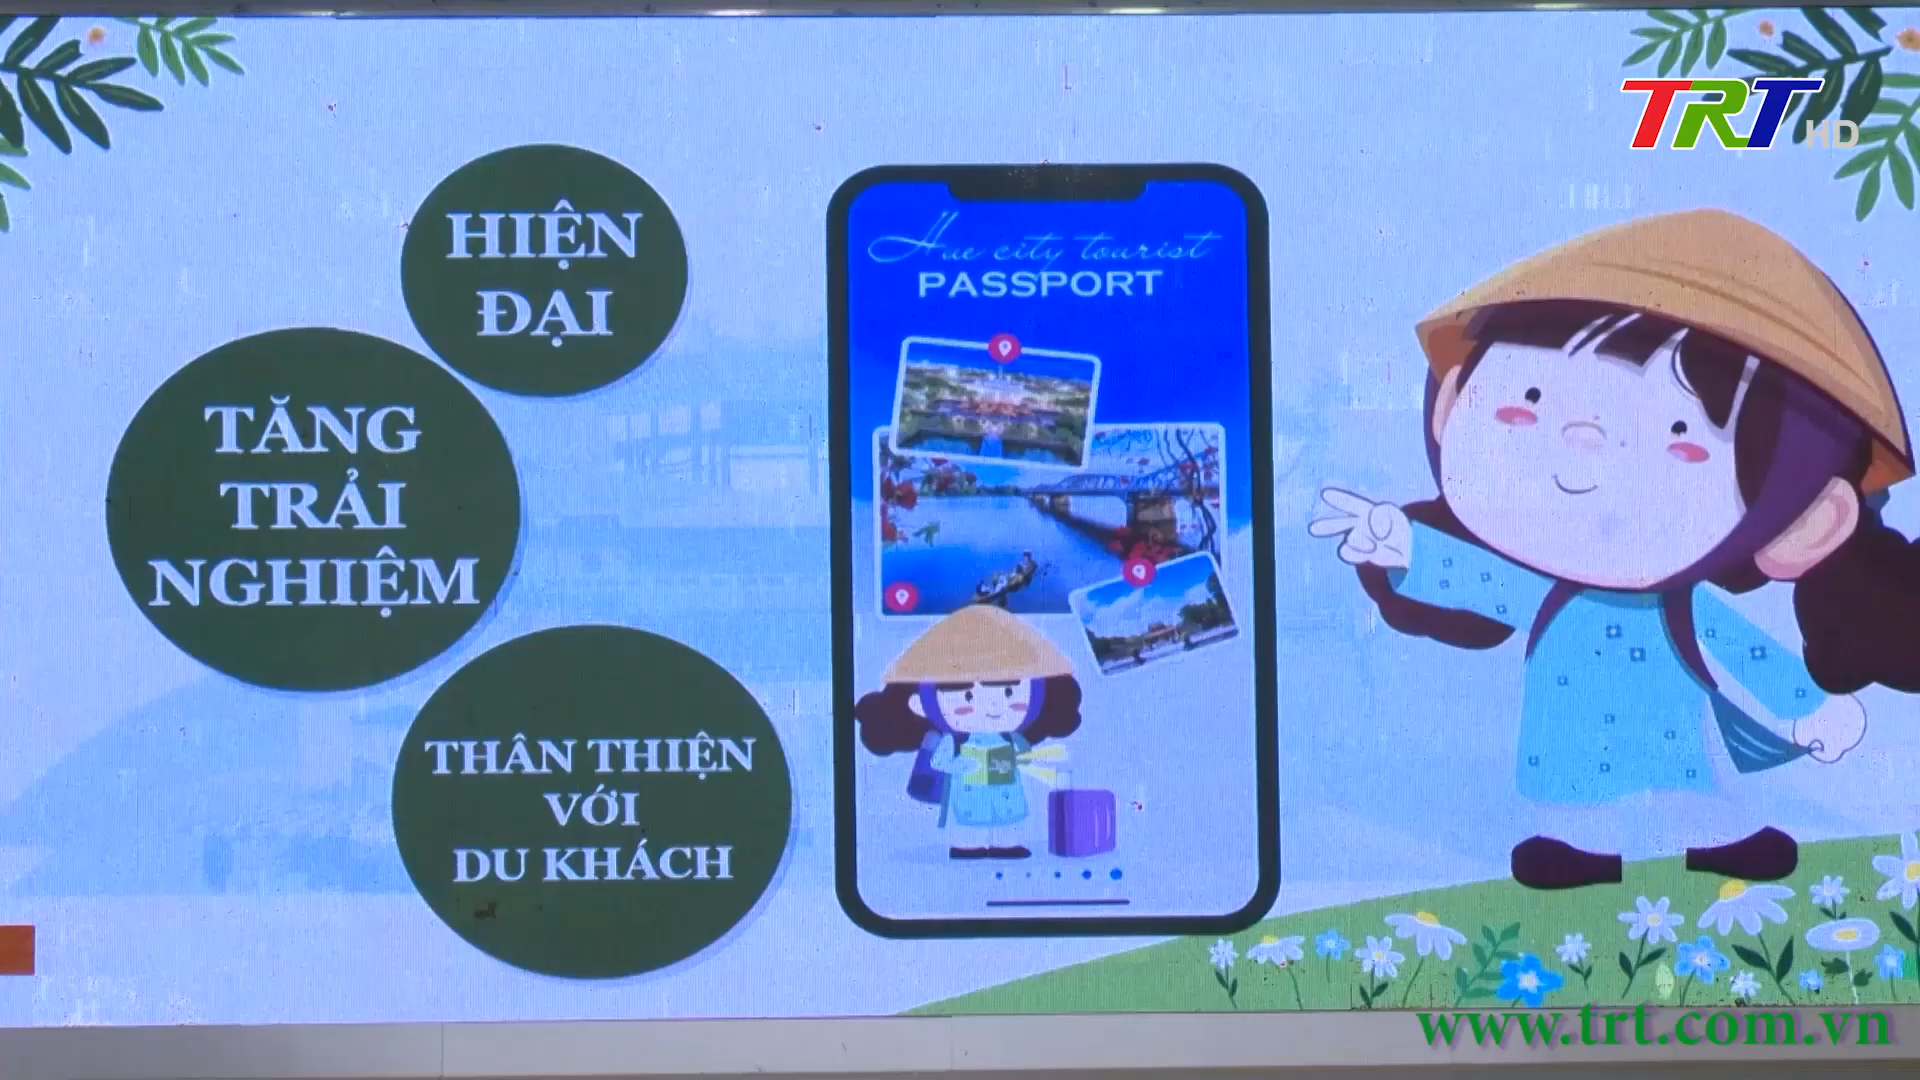 TRT HD
HIỆN
ĐẠI
TĂNG
TRẢI
NGHIỆM
THÂN THIỆN
VỚI
DU KHÁCH
Hue city tourist
PASSPORT
www.trt.com.vn